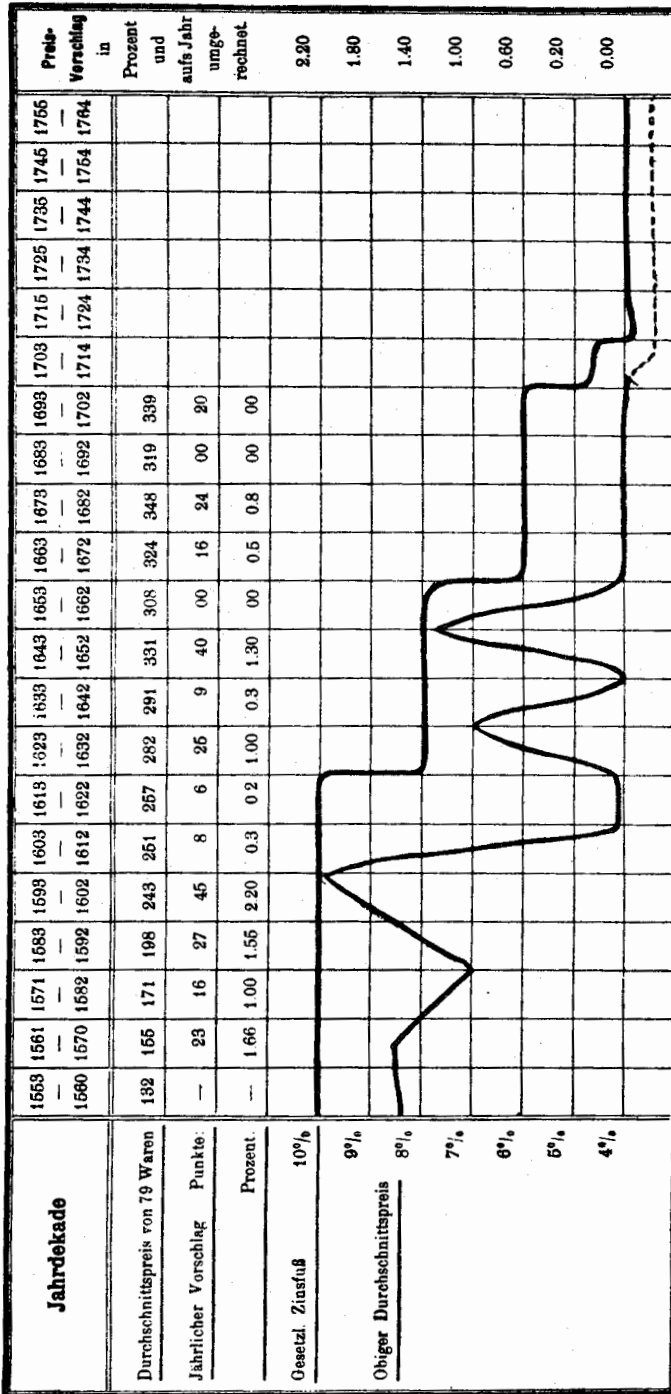 Jahrdekade
1553 — 1560
1561 — 1570
1571 — 1582
1583 — 1592
1593 — 1602
1603 — 1612
1613 — 1622
1623 — 1632
1633 — 1642
1643 — 1652
1653 — 1662
1663 — 1672
1673 — 1682
1683 — 1692
1693 — 1702
1703 — 1714
1715 — 1724
1725 — 1734
1735 — 1744
1745 — 1754
1755 — 1764
Preis-
Vorschlag
in
Prozent
und
aufs Jahr
umge-
rechnet.
Durchschnittspreis von 79 Waren 132 155 171 198 243 251 257 282 291 331 308 324 348 319 339
Jährlicher Vorschlag Punkte: — 23 16 27 45 8 6 25 9 40 00 16 24 00 20
Prozent. — 1.66 1.00 1.55 2.20 0.3 0 2 1.00 0.3 1.30 00 0.5 0.8 00 00
Gesetzl. Zinsfuß 10% 2.20
9% 1.80
Obiger Durchschnittspreis 8% 1.40
7% 1.00
6% 0.60
5% 0.20
4% 0.00